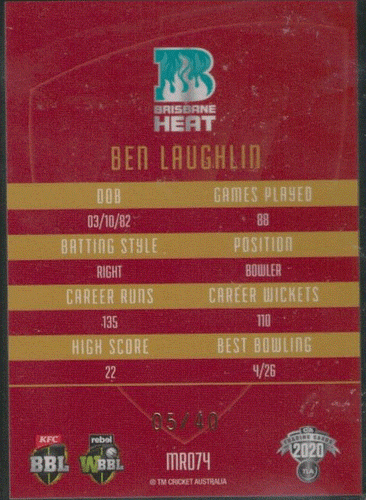 B
BRISBANE
HEAT
BEN LAUGHLIN
DOB GAMES PLAYED
03/10/82 88
BATTING STYLE POSITION
RIGHT BOWLER
CAREER RUNS CAREER WICKETS
135 110
HIGH SCORE BEST BOWLING
22 4/26
05/40
KFC rebel
BBL WBBL
MR074
2020
© TM CRICKET AUSTRALIA